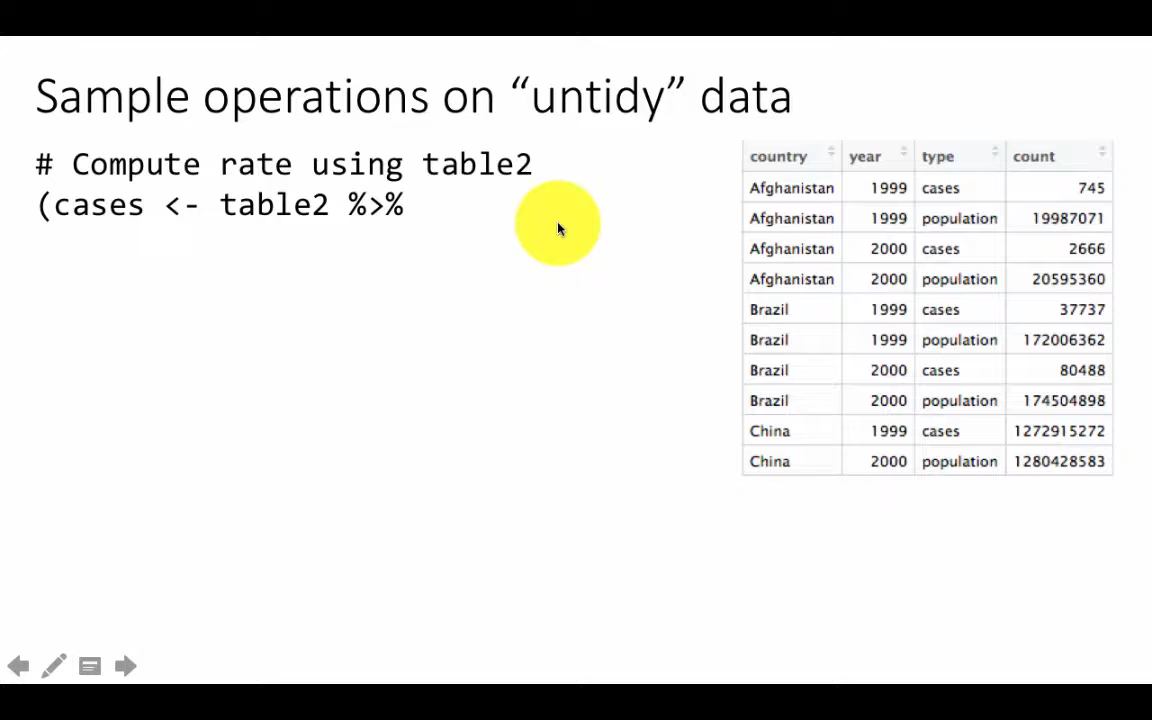 Sample operations on “untidy” data
# Compute rate using table2
(cases <- table2 %>%
country year type count
Afghanistan 1999 cases 745
Afghanistan 1999 population 19987071
Afghanistan 2000 cases 2666
Afghanistan 2000 population 20595360
Brazil 1999 cases 37737
Brazil 1999 population 172006362
Brazil 2000 cases 80488
Brazil 2000 population 174504898
China 1999 cases 1272915272
China 2000 population 1280428583